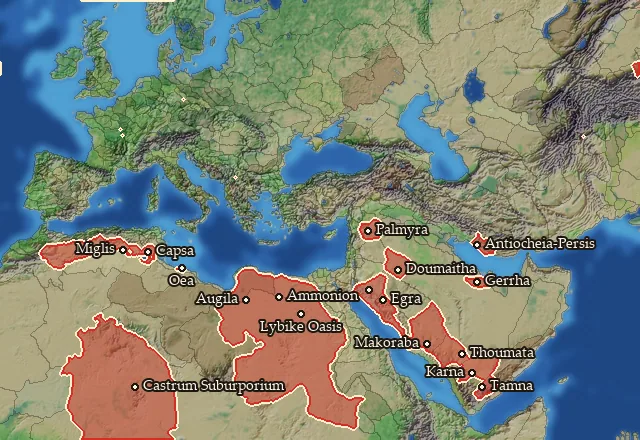 Palmyra
Miglis
Capsa
Antiocheia-Persis
Oea
Doumaitha
Gerrha
Augila
Ammonion
Egra
Lybike Oasis
Makoraba
Thoumata
Karna
Castrum Suburporium
Tamna